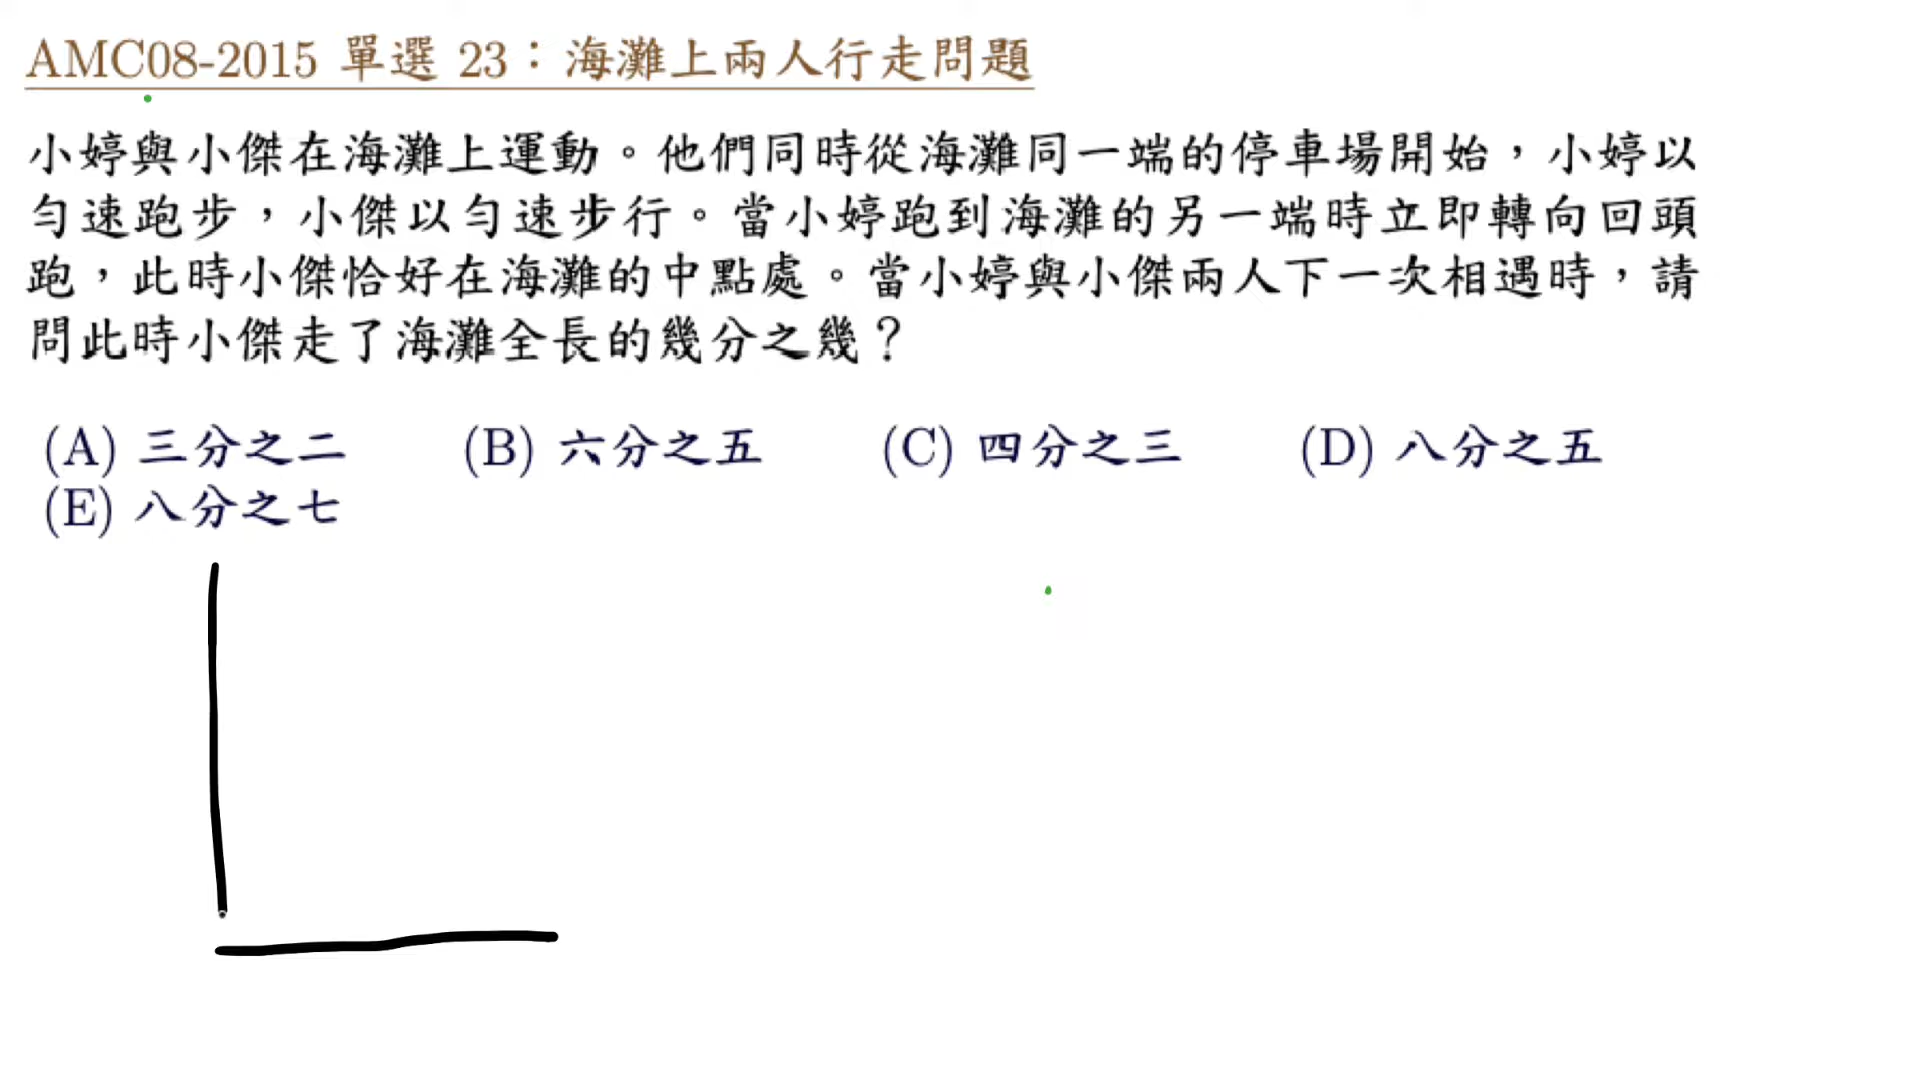 AMC08-2015 單選 23：海灘上兩人行走問題
小婷與小傑在海灘上運動。他們同時從海灘同一端的停車場開始，小婷以
勻速跑步，小傑以勻速步行。當小婷跑到海灘的另一端時立即轉向回頭
跑，此時小傑恰好在海灘的中點處。當小婷與小傑兩人下一次相遇時，請
問此時小傑走了海灘全長的幾分之幾？
(A) 三分之二 (B) 六分之五 (C) 四分之三 (D) 八分之五
(E) 八分之七